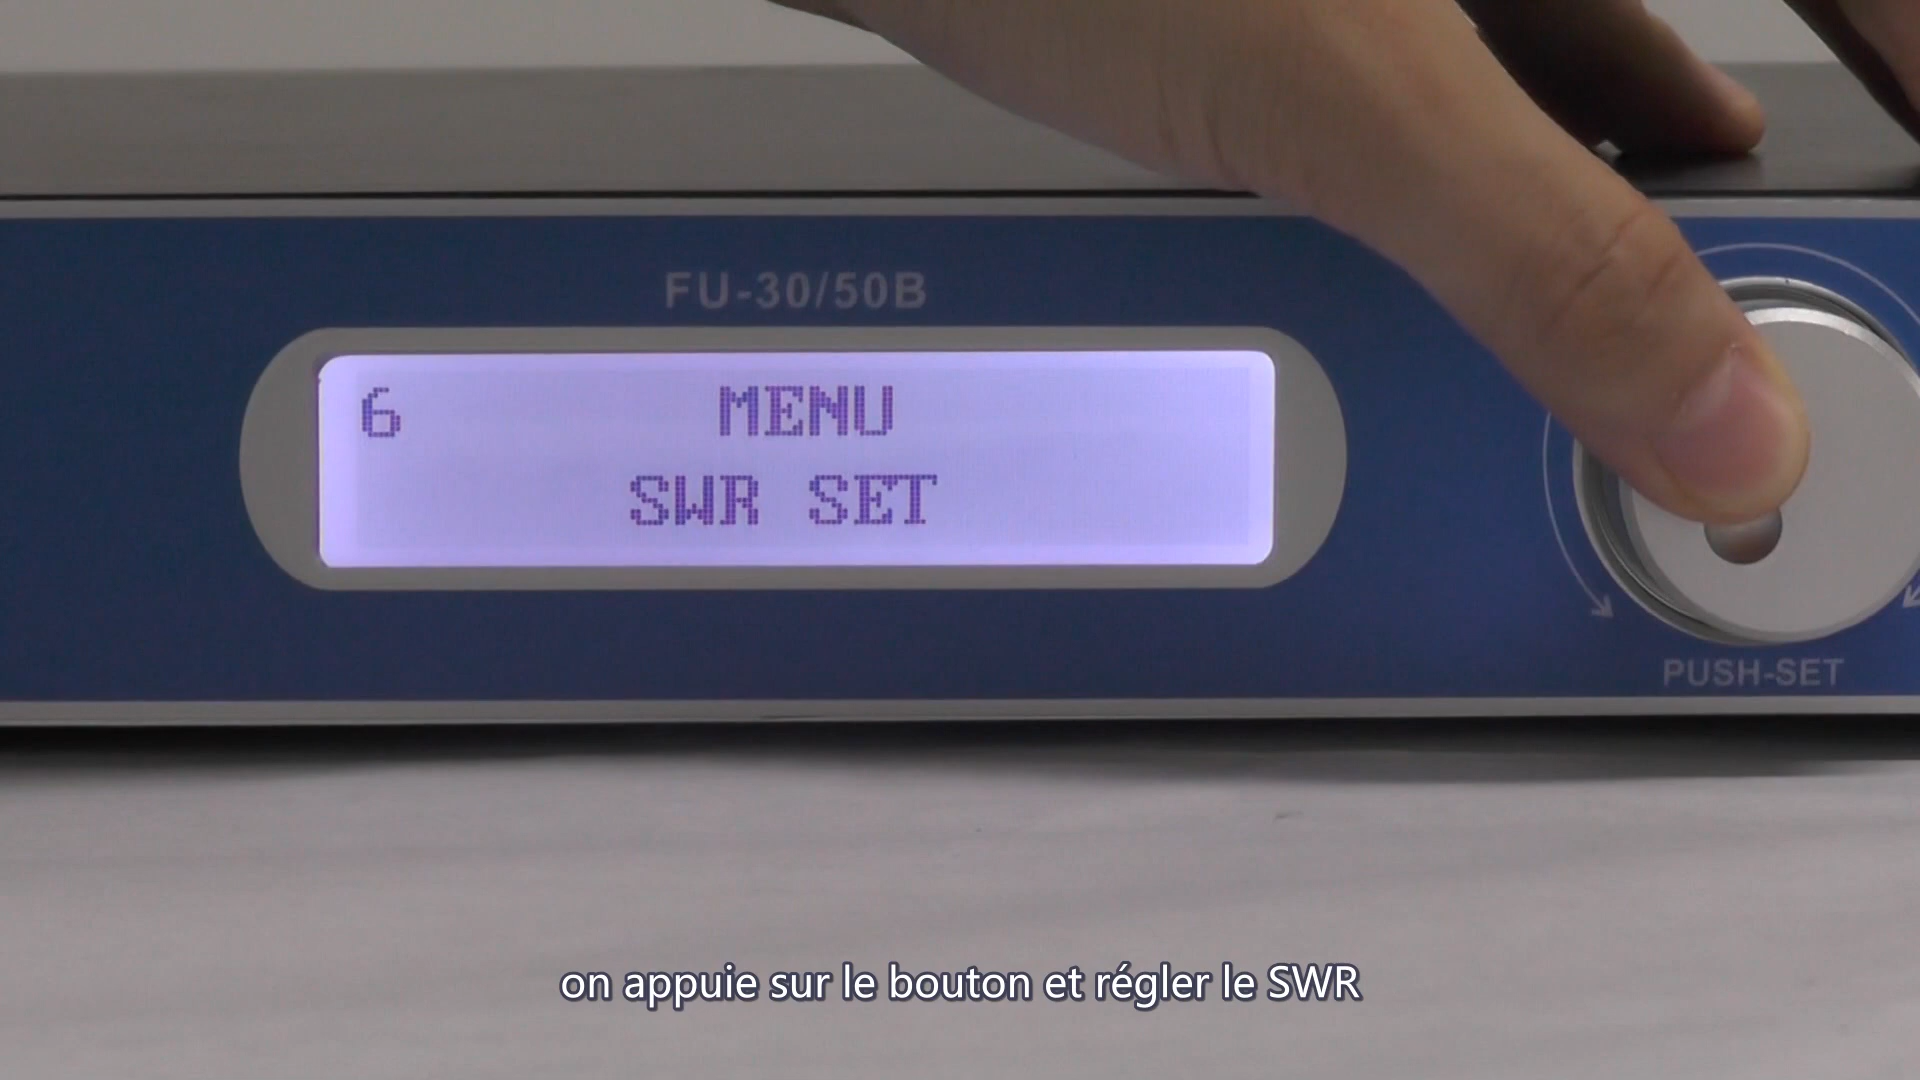 FU-30/50B
6 MENU
SWR SET
PUSH-SET
on appuie sur le bouton et régler le SWR